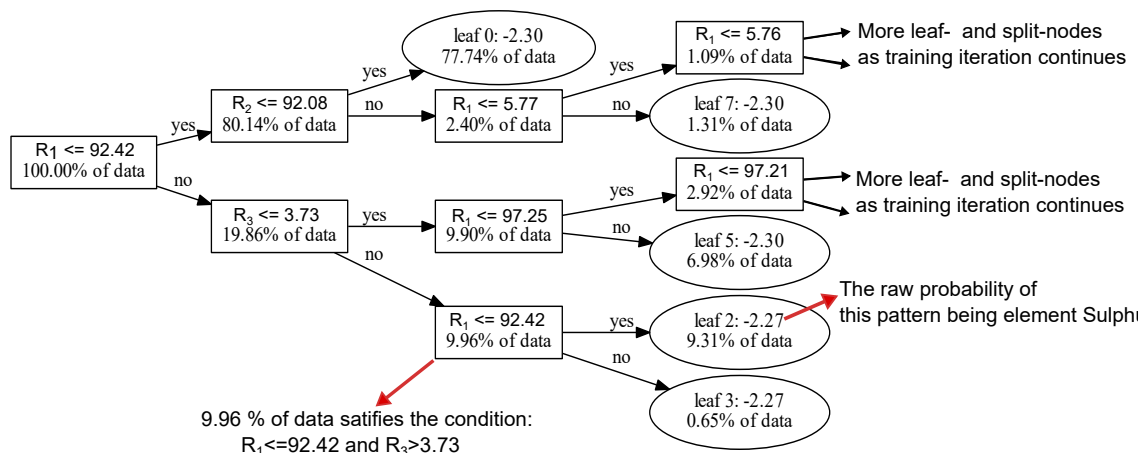 leaf 0: -2.30
77.74% of data
R1 <= 5.76
1.09% of data
More leaf- and split-nodes
as training iteration continues
yes
yes
R2 <= 92.08
80.14% of data
no
R1 <= 5.77
2.40% of data
no
leaf 7: -2.30
1.31% of data
yes
R1 <= 92.42
100.00% of data
no
R3 <= 3.73
19.86% of data
yes
R1 <= 97.25
9.90% of data
yes
R1 <= 97.21
2.92% of data
More leaf- and split-nodes
as training iteration continues
no
leaf 5: -2.30
6.98% of data
no
R1 <= 92.42
9.96% of data
yes
leaf 2: -2.27
9.31% of data
The raw probability of
this pattern being element Sulphu
no
leaf 3: -2.27
0.65% of data
9.96 % of data satifies the condition:
R1<=92.42 and R3>3.73